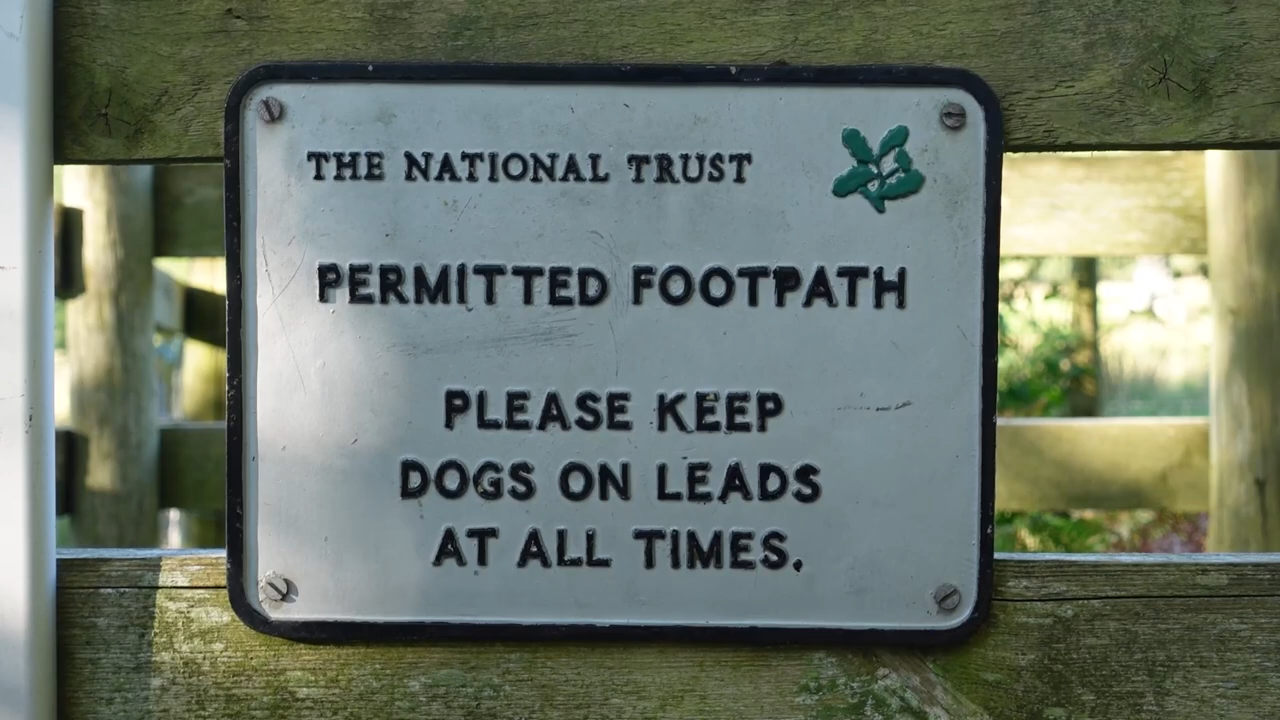 THE NATIONAL TRUST
PERMITTED FOOTPATH
PLEASE KEEP
DOGS ON LEADS
AT ALL TIMES.